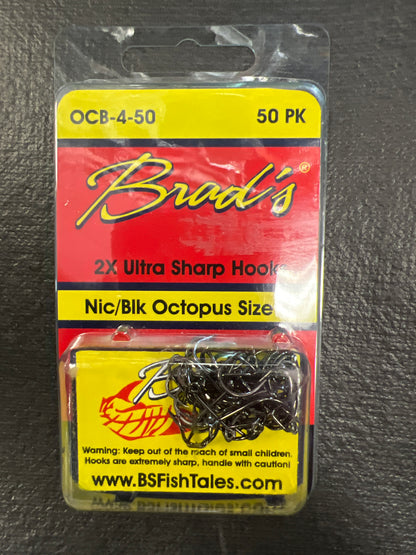 OCB-4-50 50 PK
Brad's®
2X Ultra Sharp Hooks
Nic/Blk Octopus Size
Warning: Keep out of the reach of small children.
Hooks are extremely sharp, handle with caution!
www.BSFishTales.com